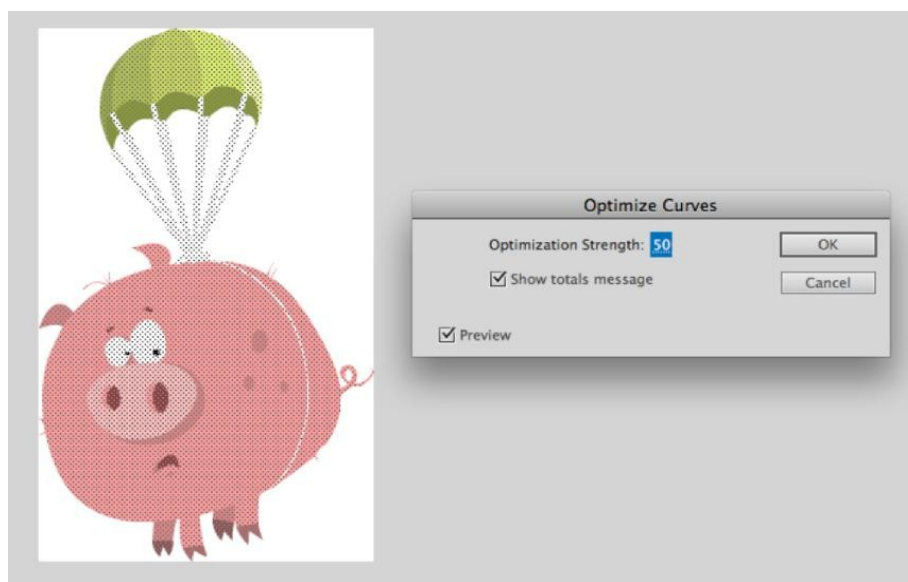 Optimize Curves
Optimization Strength: 50
OK
Show totals message
Cancel
Preview